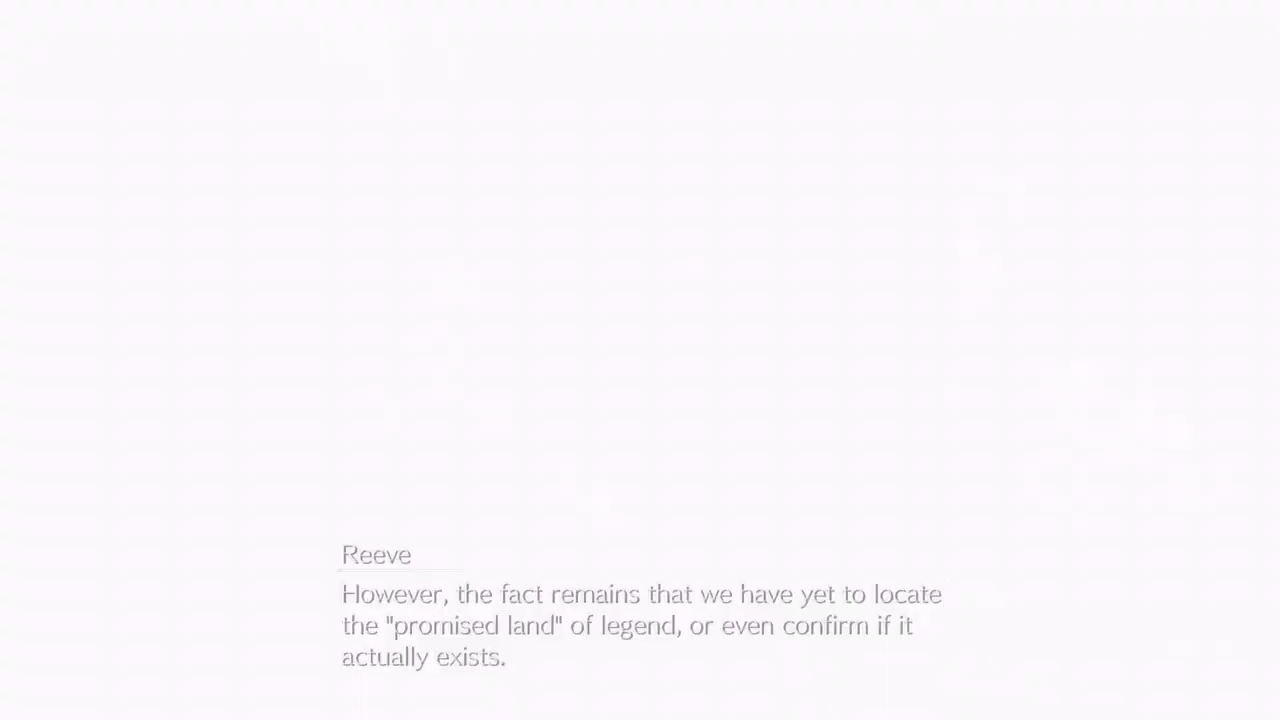 Reeve
However, the fact remains that we have yet to locate
the "promised land" of legend, or even confirm if it
actually exists.